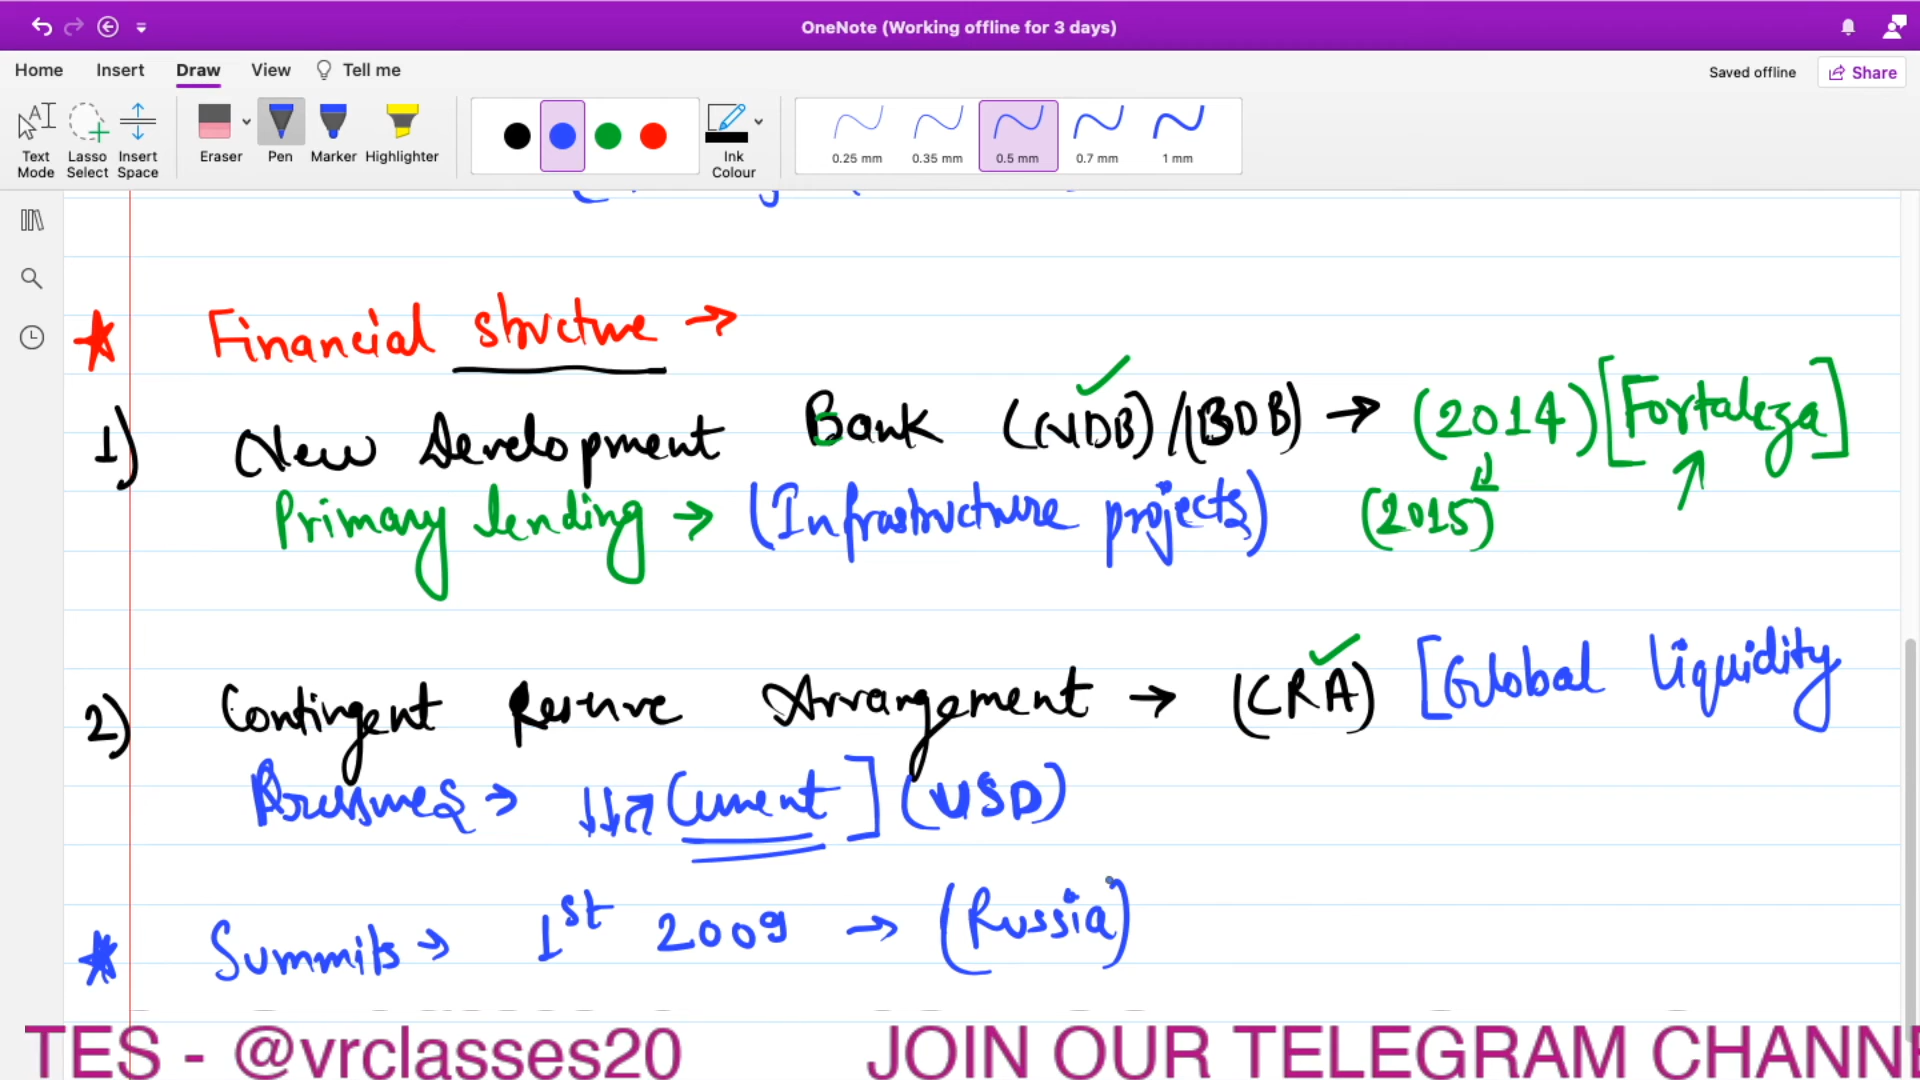 OneNote (Working offline for 3 days)
Home Insert Draw View Tell me Saved offline Share
Text Mode Lasso Select Insert Space Eraser Pen Marker Highlighter Ink Colour 0.25 mm 0.35 mm 0.5 mm 0.7 mm 1 mm
Financial structure →
1) New Development Bank (NDB)/(BDB) → (2014) [Fortaleza]
Primary lending → (Infrastructure projects) (2015)
2) Contingent Reserve Arrangement → (CRA) [Global liquidity
Pressures → ↓↓ (Current] (USD)
Summits → 1st 2009 → (Russia)
TES - @vrclasses20 JOIN OUR TELEGRAM CHANNE